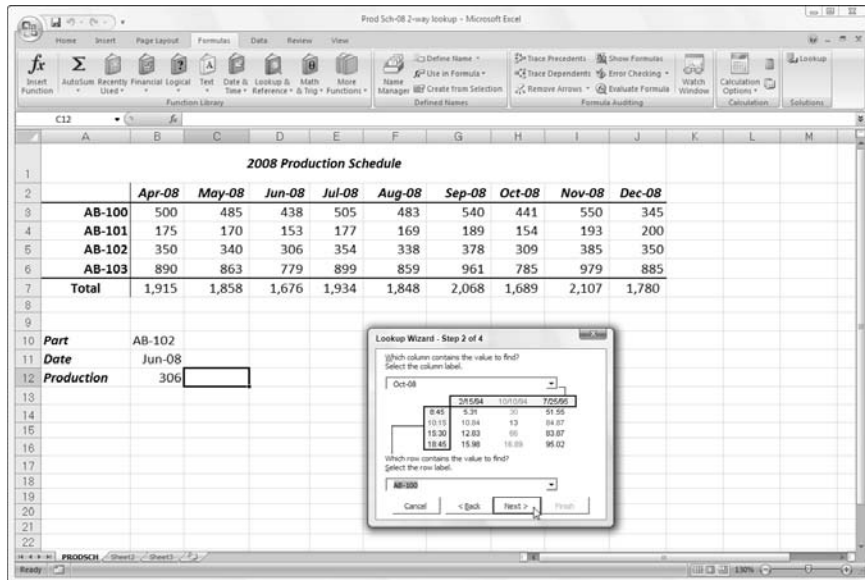 Prod Sch-08 2-way lookup - Microsoft Excel
Home Insert Page Layout Formulas Data Review View
Insert Function
AutoSum
Recently Used
Financial
Logical
Text
Date & Time
Lookup & Reference
Math & Trig
More Functions
Function Library
Name Manager
Define Name
Use in Formula
Create from Selection
Defined Names
Trace Precedents
Trace Dependents
Remove Arrows
Show Formulas
Error Checking
Evaluate Formula
Watch Window
Formula Auditing
Calculation Options
Calculation
Lookup
Solutions
C12 fx
A B C D E F G H I J K L M
1 2008 Production Schedule
2 Apr-08 May-08 Jun-08 Jul-08 Aug-08 Sep-08 Oct-08 Nov-08 Dec-08
3 AB-100 500 485 438 505 483 540 441 550 345
4 AB-101 175 170 153 177 169 189 154 193 200
5 AB-102 350 340 306 354 338 378 309 385 350
6 AB-103 890 863 779 899 859 961 785 979 885
7 Total 1,915 1,858 1,676 1,934 1,848 2,068 1,689 2,107 1,780
8
9
10 Part AB-102
11 Date Jun-08
12 Production 306
13
14
15
16
17
18
19
20
21
22
Lookup Wizard - Step 2 of 4
Which column contains the value to find?
Select the column label.
Oct-08
2/15/94 10/10/94 7/25/95
8:45 5.31 30 51.55
10:15 10.84 13 84.87
15:30 12.83 66 83.87
18:45 15.98 16.89 95.02
Which row contains the value to find?
Select the row label.
AB-100
Cancel < Back Next > Finish
PRODSCH Sheet2 Sheet3
Ready 130%